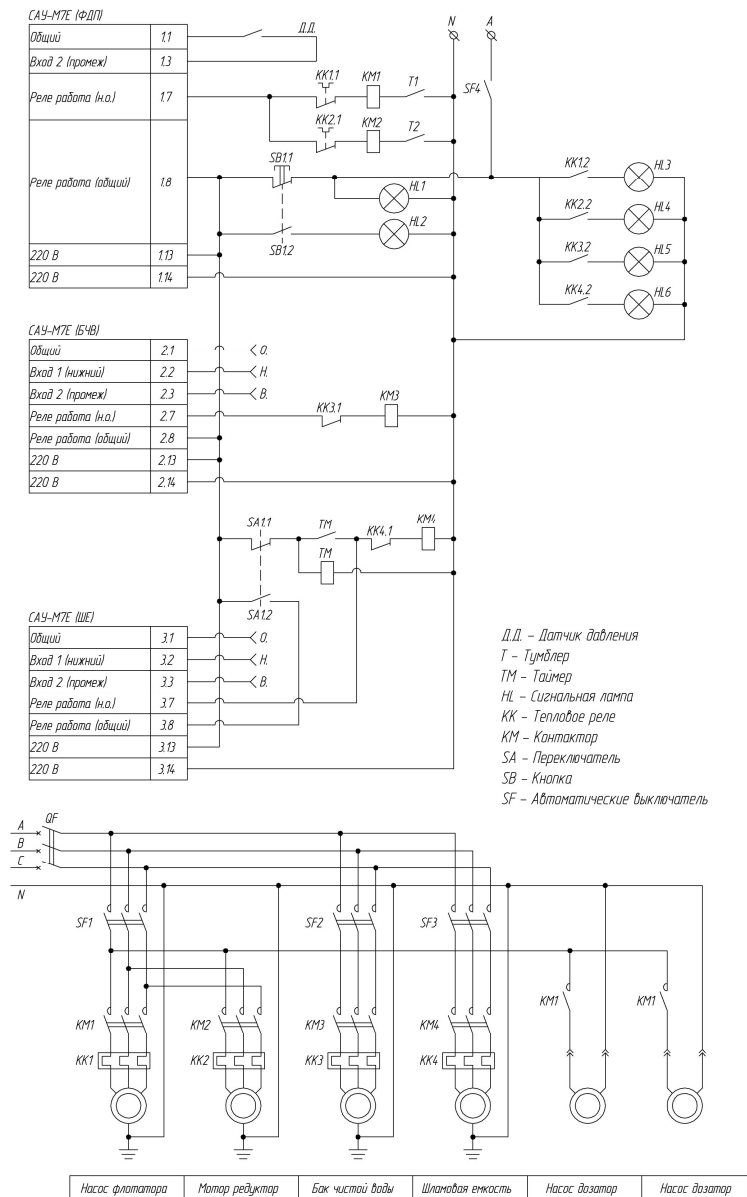 САУ-М7Е (ФДП)
Общий 1.1
Вход 2 (промеж) 1.3
Реле работа (н.о.) 1.7
Реле работа (общий) 1.8
220 В 1.13
220 В 1.14
Д.Д.
N A
SF4
KK1.1 KM1 T1
KK2.1 KM2 T2
SB1.1
HL1
HL2
SB1.2
KK1.2 HL3
KK2.2 HL4
KK3.2 HL5
KK4.2 HL6
САУ-М7Е (БЧВ)
Общий 2.1 О.
Вход 1 (нижний) 2.2 Н.
Вход 2 (промеж) 2.3 В.
Реле работа (н.о.) 2.7
Реле работа (общий) 2.8
220 В 2.13
220 В 2.14
KK3.1 KM3
SA1.1 TM KK4.1 KM4
TM
SA1.2
САУ-М7Е (ШЕ)
Общий 3.1 О.
Вход 1 (нижний) 3.2 Н.
Вход 2 (промеж) 3.3 В.
Реле работа (н.о.) 3.7
Реле работа (общий) 3.8
220 В 3.13
220 В 3.14
Д.Д. – Датчик давления
Т – Тумблер
ТМ – Таймер
HL – Сигнальная лампа
КК – Тепловое реле
КМ – Контактор
SA – Переключатель
SB – Кнопка
SF – Автоматические выключатель
A QF
B
C
N
SF1 SF2 SF3
KM1 KM2 KM3 KM4 KM1 KM1
KK1 KK2 KK3 KK4
Насос флотатора Мотор редуктор Бак чистой воды Шламовая емкость Насос дозатор Насос дозатор